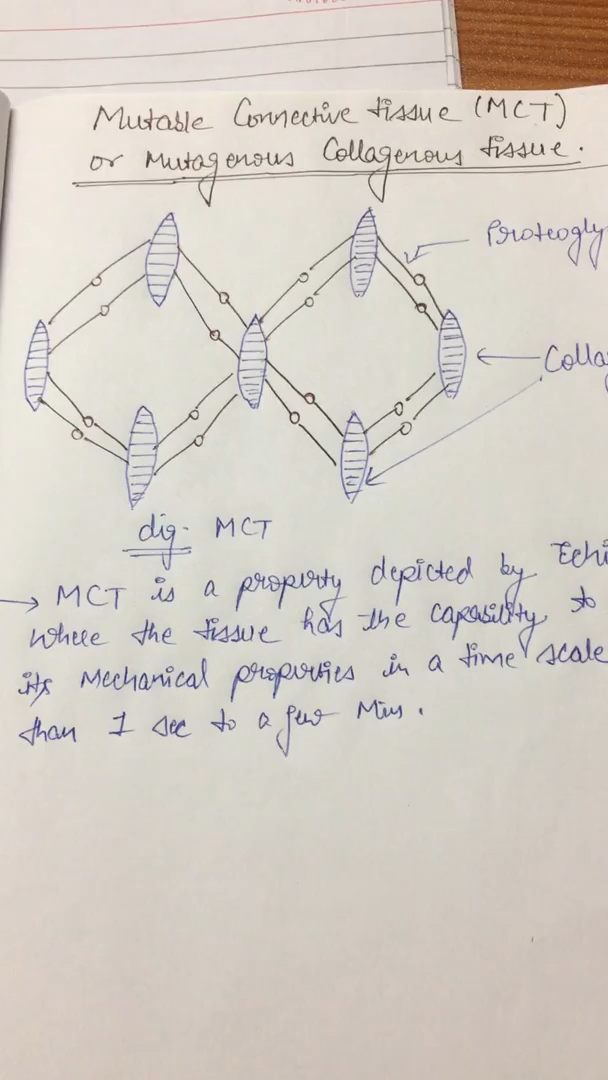 Mutable Connective tissue (MCT)
or Mutagenous Collagenous tissue.
Proteogly
Colla
dig. MCT
→ MCT is a property depicted by Echi
where the tissue has the capability to
its Mechanical properties in a time scale
than 1 sec to a few Min.